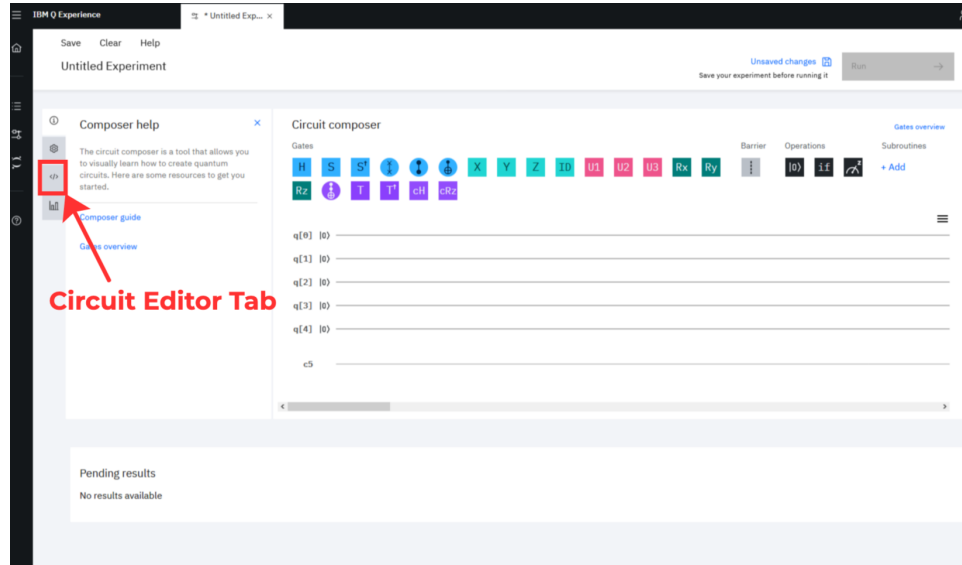 IBM Q Experience
* Untitled Exp... ×
Save Clear Help
Untitled Experiment
Unsaved changes
Save your experiment before running it
Run →
Composer help ×
The circuit composer is a tool that allows you
to visually learn how to create quantum
circuits. Here are some resources to get you
started.
Composer guide
Gates overview
Circuit Editor Tab
Circuit composer
Gates overview
Gates
Barrier
Operations
Subroutines
H S S† X Y Z ID U1 U2 U3 Rx Ry
|0⟩ if z
+ Add
Rz T T† cH cRz
q[0] |0⟩
q[1] |0⟩
q[2] |0⟩
q[3] |0⟩
q[4] |0⟩
c5
Pending results
No results available